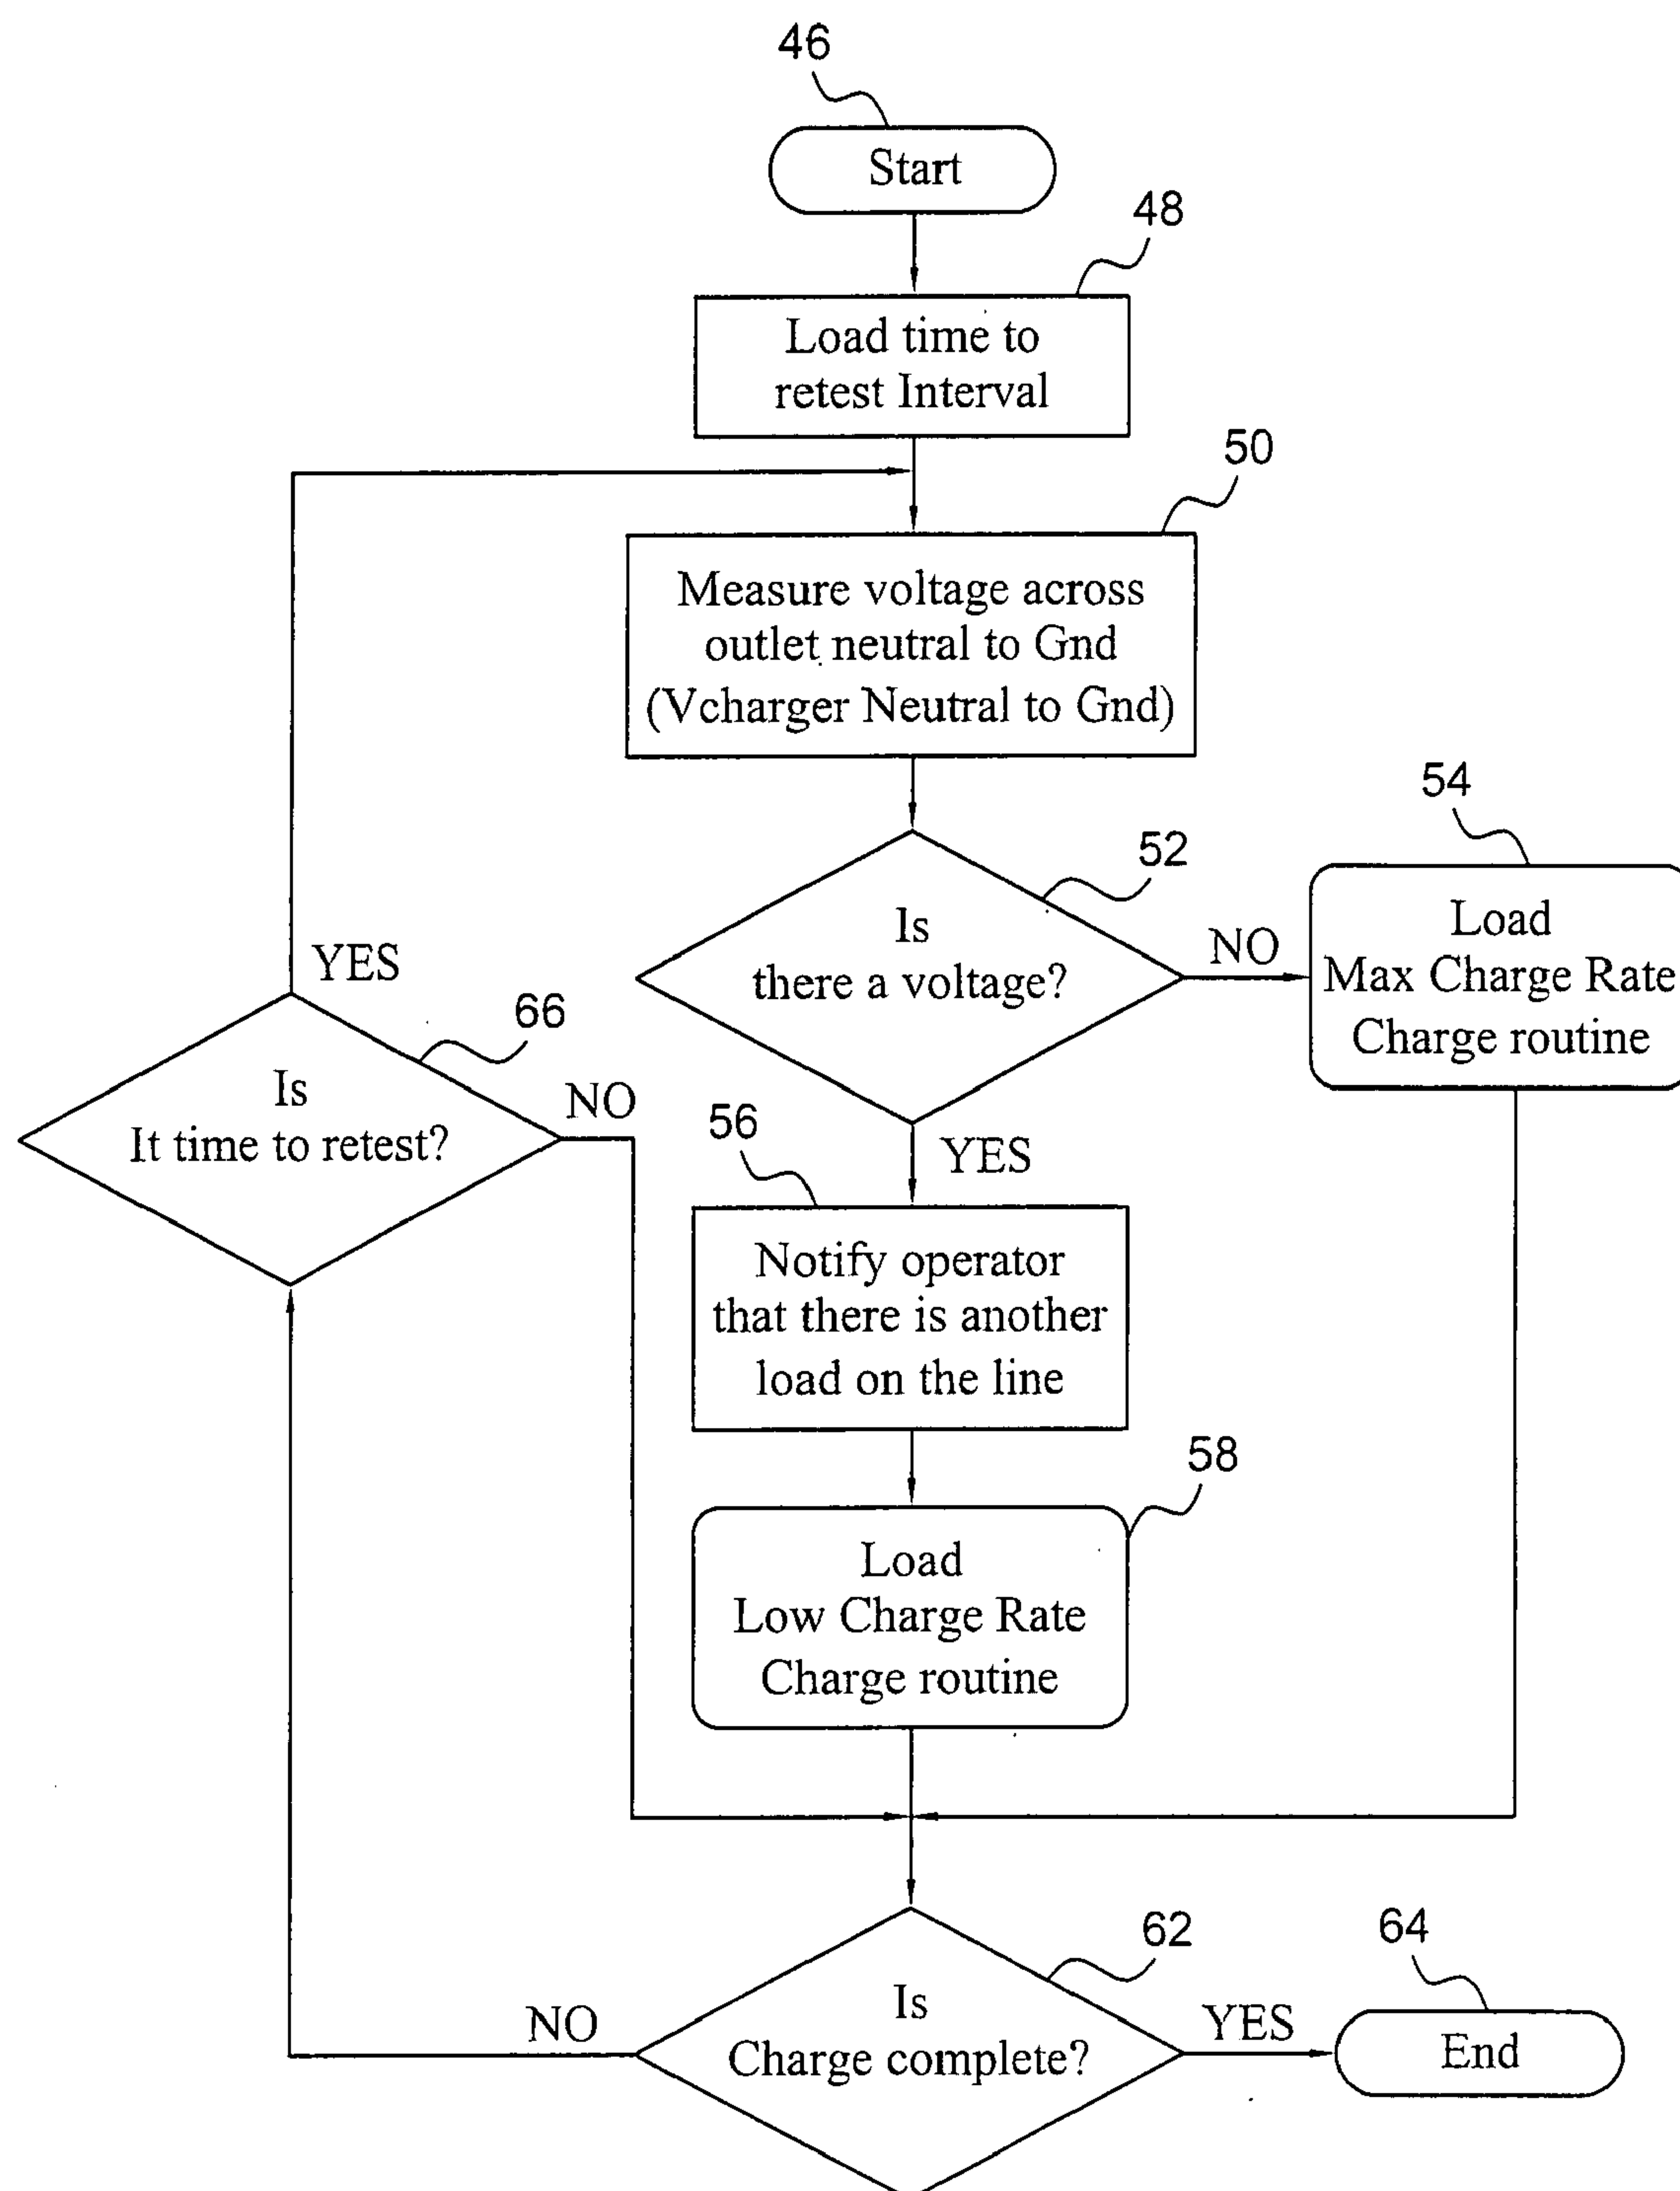 46
Start
48
Load time to
retest Interval
50
Measure voltage across
outlet neutral to Gnd
(Vcharger Neutral to Gnd)
52
Is
there a voltage?
NO
54
Load
Max Charge Rate
Charge routine
YES
66
Is
It time to retest?
NO
YES
56
Notify operator
that there is another
load on the line
58
Load
Low Charge Rate
Charge routine
62
Is
Charge complete?
NO
YES
64
End